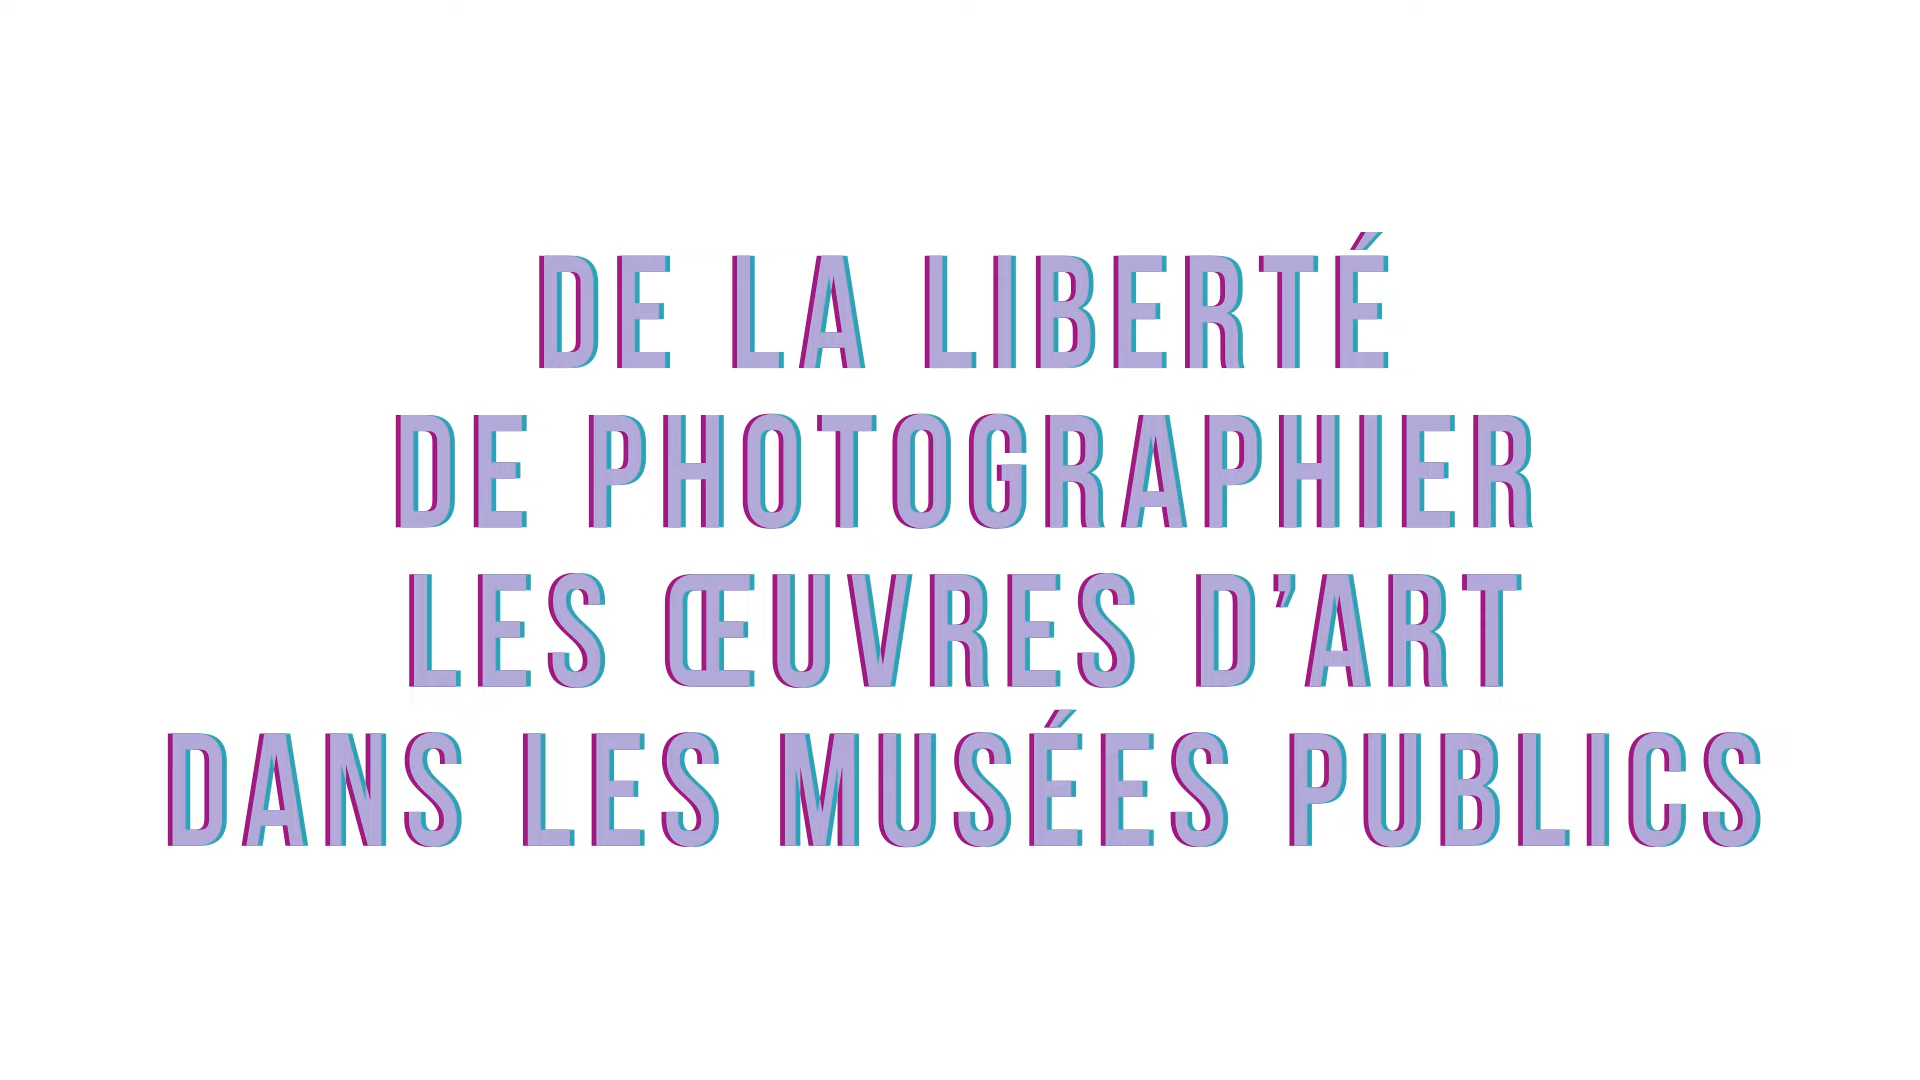 DE LA LIBERTÉ
DE PHOTOGRAPHIER
LES ŒUVRES D’ART
DANS LES MUSÉES PUBLICS